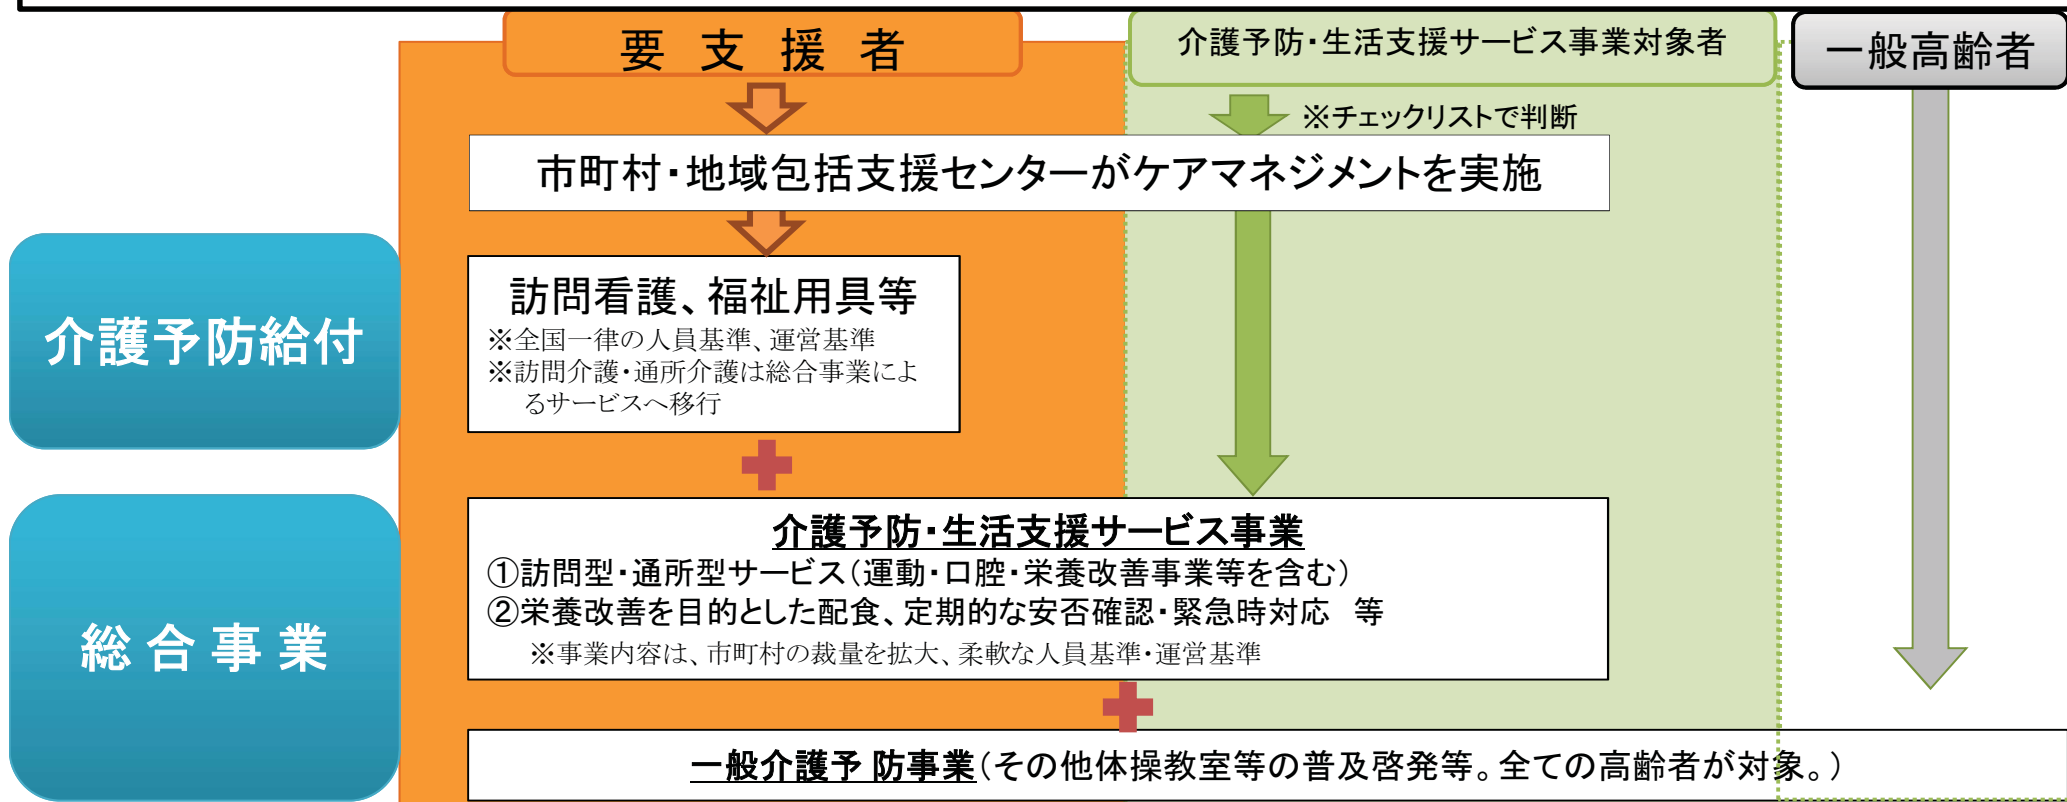 要 支 援 者
介護予防・生活支援サービス事業対象者
一般高齢者
※チェックリストで判断
市町村・地域包括支援センターがケアマネジメントを実施
介護予防給付
訪問看護、福祉用具等
※全国一律の人員基準、運営基準
※訪問介護・通所介護は総合事業によ
るサービスへ移行
総 合 事 業
介護予防・生活支援サービス事業
①訪問型・通所型サービス(運動・口腔・栄養改善事業等を含む)
②栄養改善を目的とした配食、定期的な安否確認・緊急時対応 等
※事業内容は、市町村の裁量を拡大、柔軟な人員基準・運営基準
一般介護予 防事業(その他体操教室等の普及啓発等。全ての高齢者が対象。)